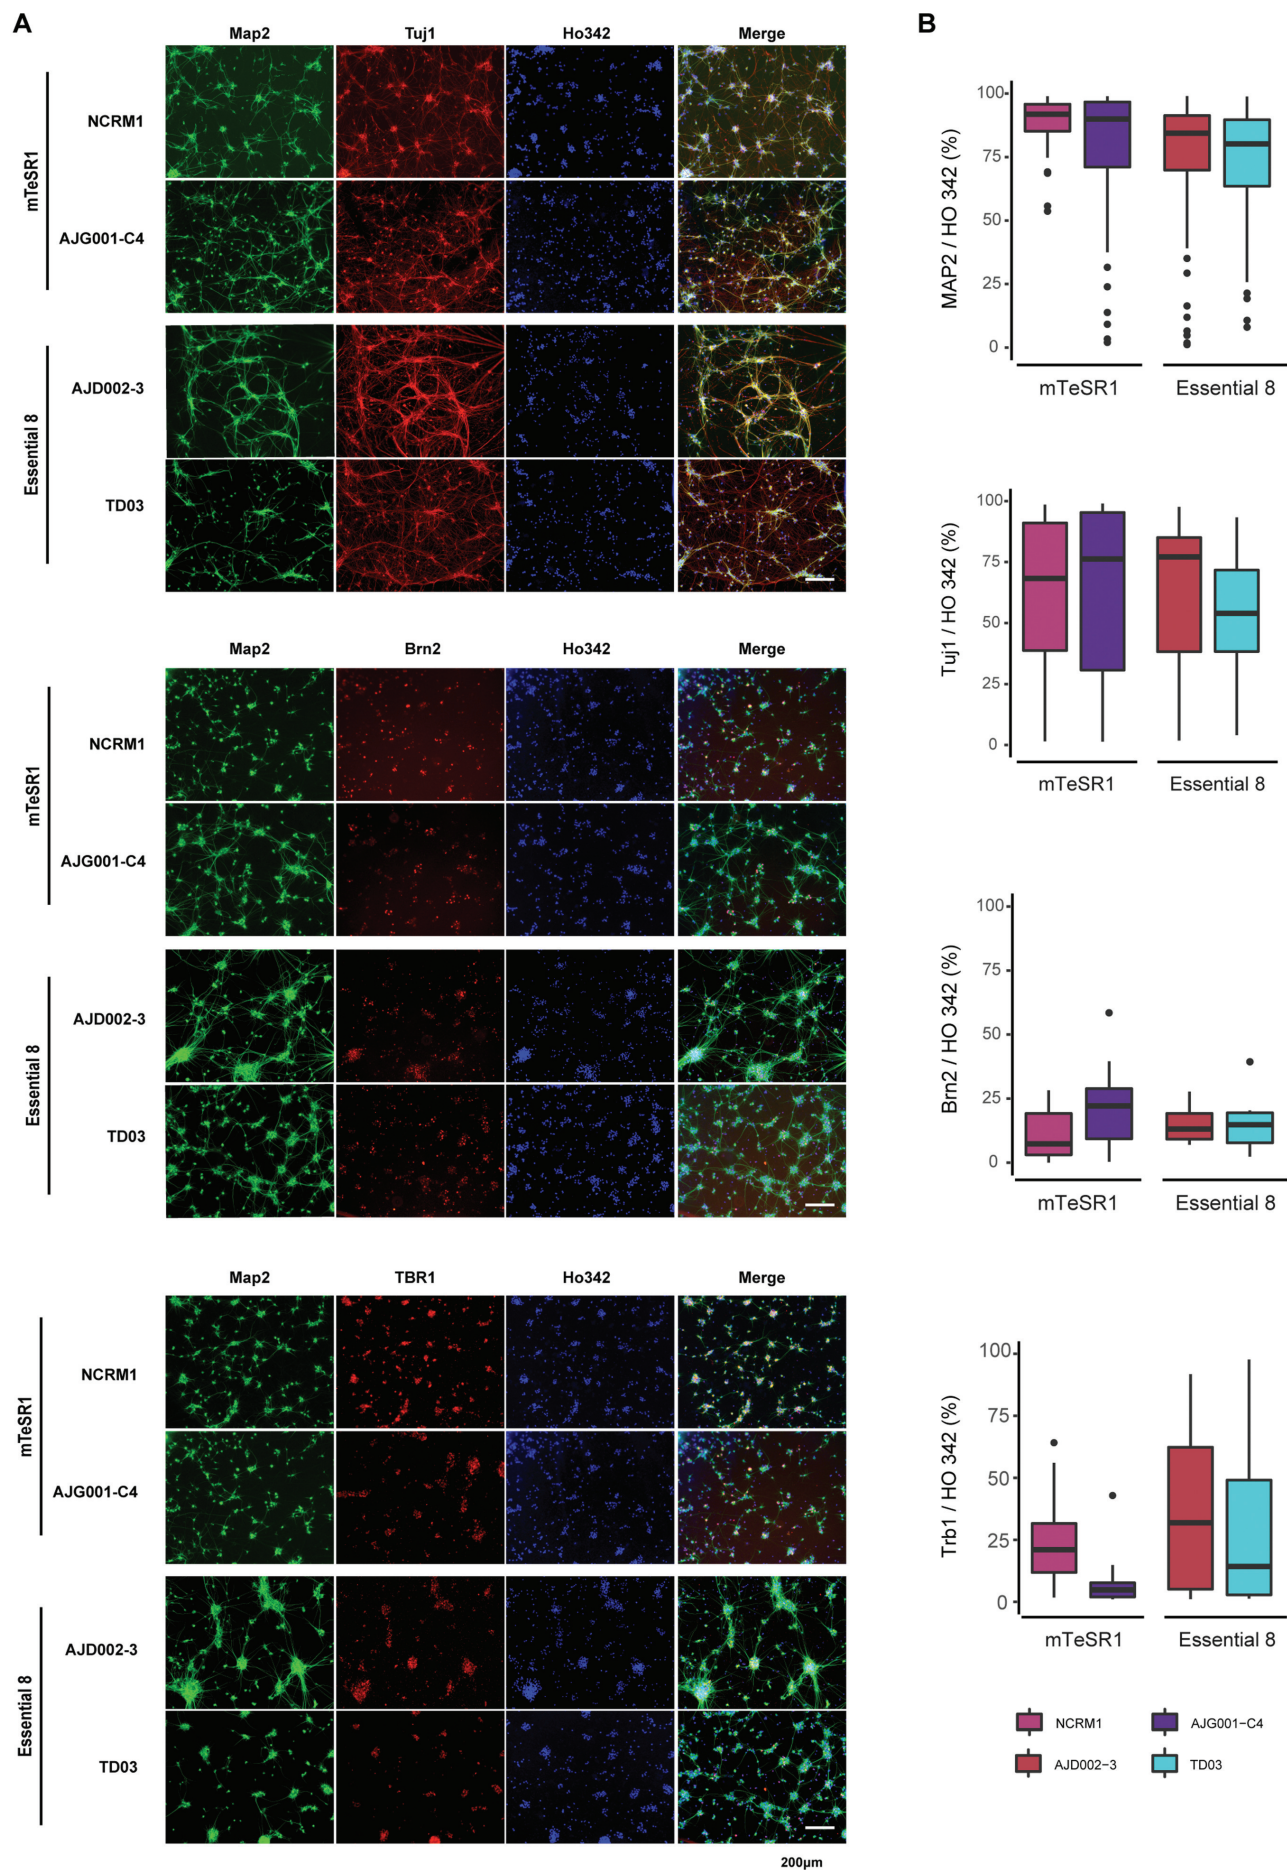 A
B
Map2 Tuj1 Ho342 Merge
mTeSR1
NCRM1
AJG001-C4
Essential 8
AJD002-3
TD03
Map2 Brn2 Ho342 Merge
mTeSR1
NCRM1
AJG001-C4
Essential 8
AJD002-3
TD03
Map2 TBR1 Ho342 Merge
mTeSR1
NCRM1
AJG001-C4
Essential 8
AJD002-3
TD03
200µm
MAP2 / HO 342 (%)
100
75
50
25
0
mTeSR1 Essential 8
Tuj1 / HO 342 (%)
100
75
50
25
0
mTeSR1 Essential 8
Brn2 / HO 342 (%)
100
75
50
25
0
mTeSR1 Essential 8
Trb1 / HO 342 (%)
100
75
50
25
0
mTeSR1 Essential 8
NCRM1 AJG001−C4
AJD002−3 TD03